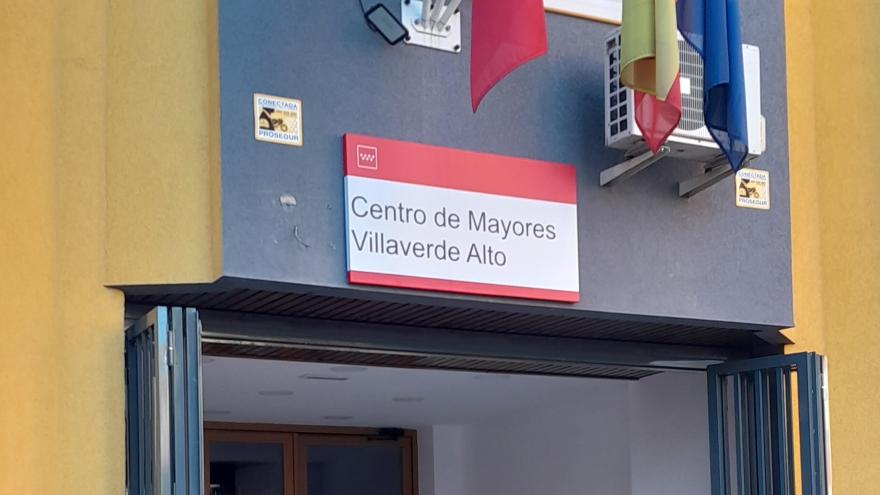 CONECTADA
PROSEGUR
Centro de Mayores
Villaverde Alto
CONECTADA
PROSEGUR